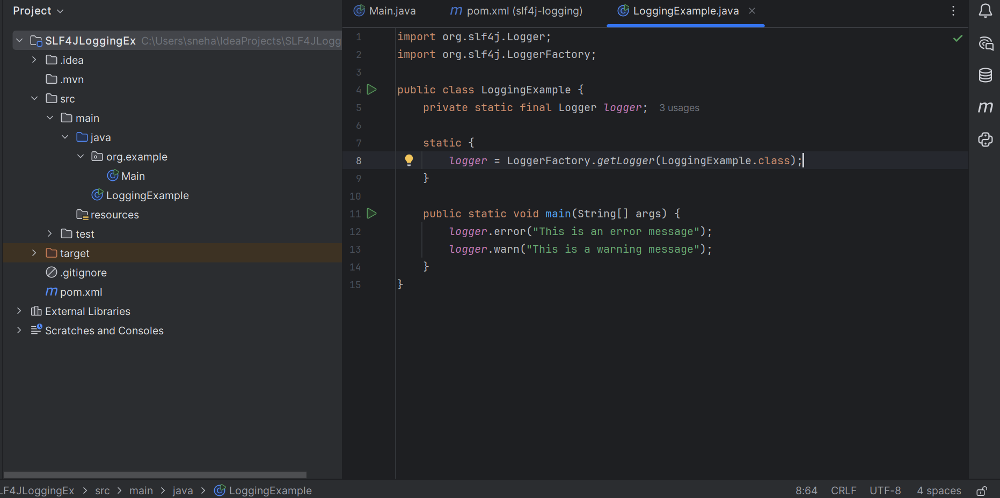 Project
SLF4JLoggingEx C:\Users\sneha\IdeaProjects\SLF4JLogg
.idea
.mvn
src
main
java
org.example
Main
LoggingExample
resources
test
target
.gitignore
m pom.xml
External Libraries
Scratches and Consoles
Main.java m pom.xml (slf4j-logging) LoggingExample.java
1 import org.slf4j.Logger;
2 import org.slf4j.LoggerFactory;
3
4 public class LoggingExample {
5 private static final Logger logger; 3 usages
6
7 static {
8 logger = LoggerFactory.getLogger(LoggingExample.class);
9 }
10
11 public static void main(String[] args) {
12 logger.error("This is an error message");
13 logger.warn("This is a warning message");
14 }
15 }
m
LF4JLoggingEx > src > main > java > LoggingExample
8:64 CRLF UTF-8 4 spaces